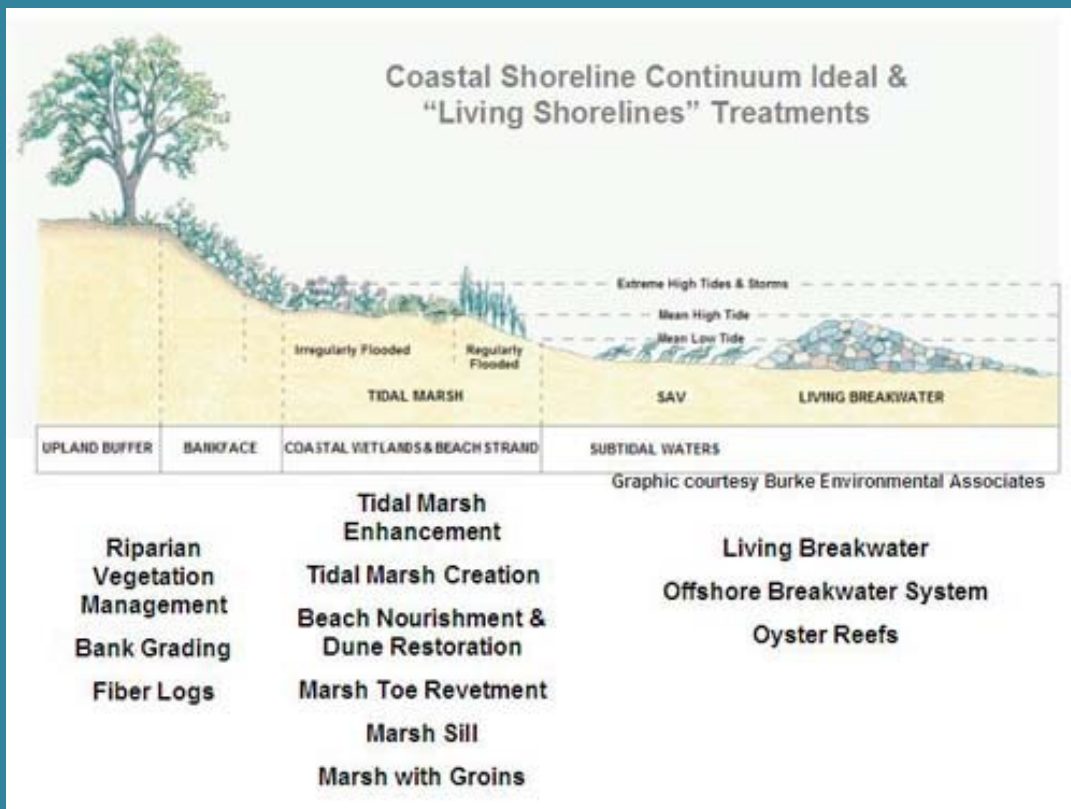 Coastal Shoreline Continuum Ideal &
“Living Shorelines” Treatments
Extreme High Tides & Storms
Mean High Tide
Mean Low Tide
Irregularly Flooded
Regularly
Flooded
TIDAL MARSH
SAV
LIVING BREAKWATER
UPLAND BUFFER
BANKFACE
COASTAL WETLANDS & BEACH STRAND
SUBTIDAL WATERS
Graphic courtesy Burke Environmental Associates
Riparian
Vegetation
Management
Bank Grading
Fiber Logs
Tidal Marsh
Enhancement
Tidal Marsh Creation
Beach Nourishment &
Dune Restoration
Marsh Toe Revetment
Marsh Sill
Marsh with Groins
Living Breakwater
Offshore Breakwater System
Oyster Reefs